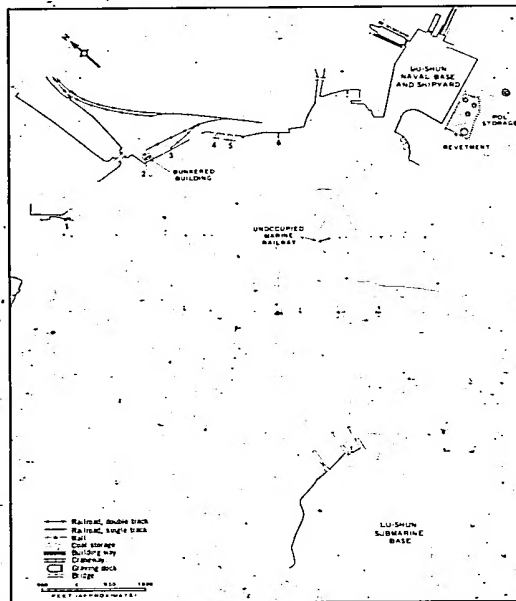 N
LU-SHUN
NAVAL BASE
AND SHIPYARD
POL
STORAGE
REVETMENT
4
5
6
3
2
BUNKERED
BUILDING
1
UNOCCUPIED
MARINE
RAILWAY
LU-SHUN
SUBMARINE
BASE
Railroad, double track
Railroad, single track
Coal storage
Building way
Craneway
Graving dock
Bridge
FEET (APPROXIMATE)